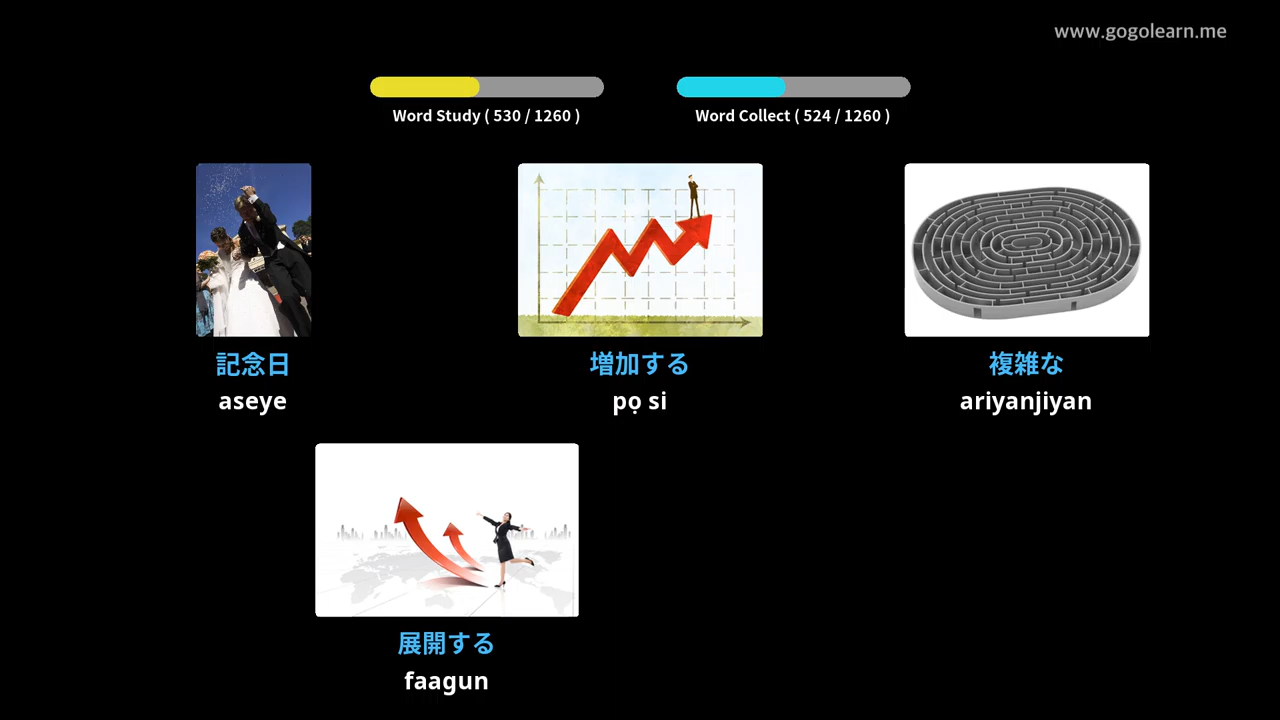 www.gogolearn.me
Word Study ( 530 / 1260 )
Word Collect ( 524 / 1260 )
記念日
aseye
増加する
pọ si
複雑な
ariyanjiyan
展開する
faagun